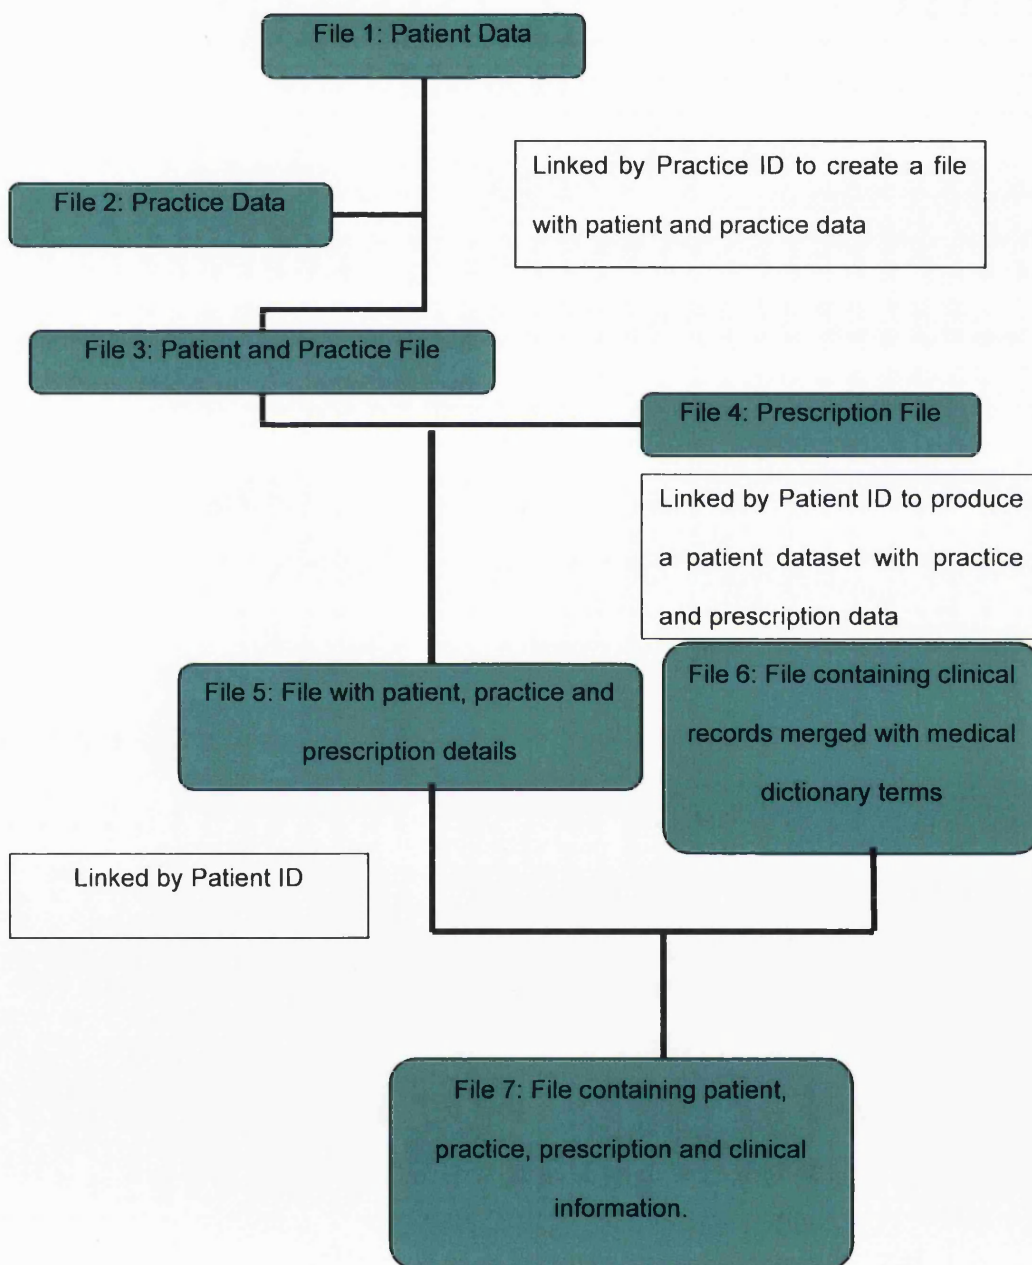 File 1: Patient Data
Linked by Practice ID to create a file
with patient and practice data
File 2: Practice Data
File 3: Patient and Practice File
File 4: Prescription File
Linked by Patient ID to produce
a patient dataset with practice
and prescription data
File 5: File with patient, practice and
prescription details
File 6: File containing clinical
records merged with medical
dictionary terms
Linked by Patient ID
File 7: File containing patient,
practice, prescription and clinical
information.